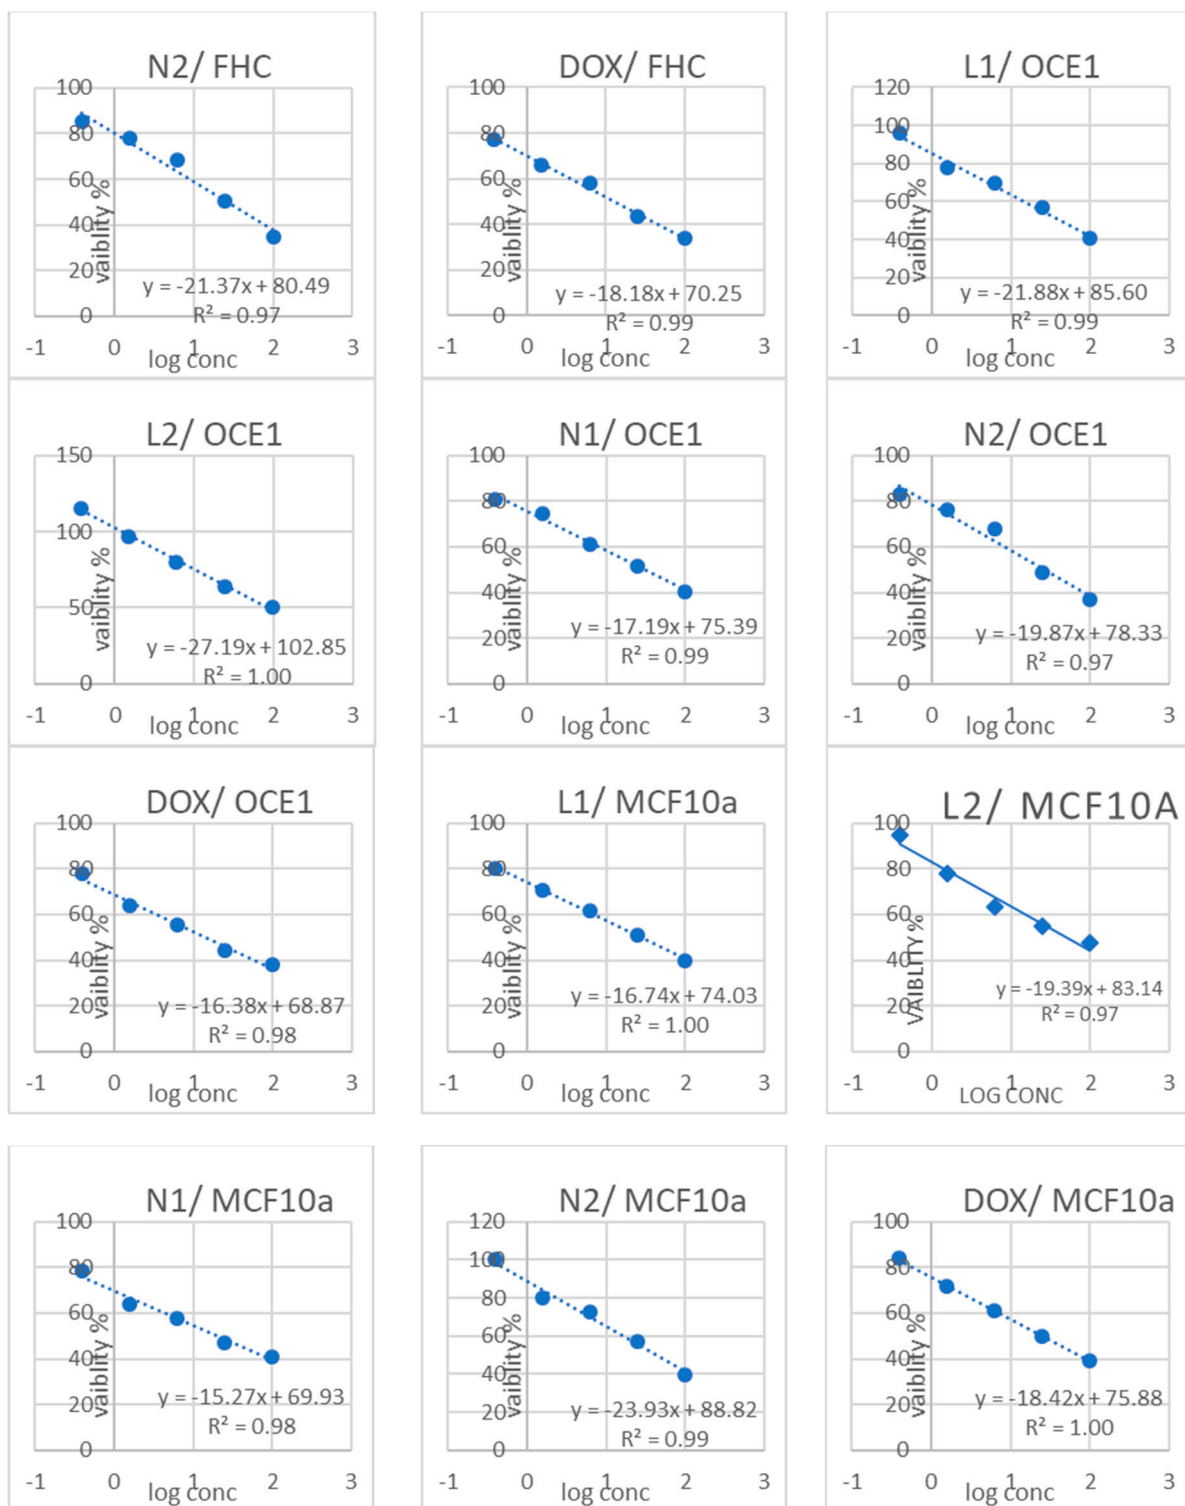 N2/ FHC
100
80
60
40
20
0
vaiblity %
y = -21.37x + 80.49
R² = 0.97
-1 0 1 2 3
log conc
DOX/ FHC
100
80
60
40
20
0
vaiblity %
y = -18.18x + 70.25
R² = 0.99
-1 0 1 2 3
log conc
L1/ OCE1
120
100
80
60
40
20
0
vaiblity %
y = -21.88x + 85.60
R² = 0.99
-1 0 1 2 3
log conc
L2/ OCE1
150
100
50
0
vaiblity %
y = -27.19x + 102.85
R² = 1.00
-1 0 1 2 3
log conc
N1/ OCE1
100
80
60
40
20
0
vaiblity %
y = -17.19x + 75.39
R² = 0.99
-1 0 1 2 3
log conc
N2/ OCE1
100
80
60
40
20
0
vaiblity %
y = -19.87x + 78.33
R² = 0.97
-1 0 1 2 3
log conc
DOX/ OCE1
100
80
60
40
20
0
vaiblity %
y = -16.38x + 68.87
R² = 0.98
-1 0 1 2 3
log conc
L1/ MCF10a
100
80
60
40
20
0
vaiblity %
y = -16.74x + 74.03
R² = 1.00
-1 0 1 2 3
log conc
L2/ MCF10A
100
80
60
40
20
0
VAIBLITY %
y = -19.39x + 83.14
R² = 0.97
-1 0 1 2 3
LOG CONC
N1/ MCF10a
100
80
60
40
20
0
vaiblity %
y = -15.27x + 69.93
R² = 0.98
-1 0 1 2 3
log conc
N2/ MCF10a
120
100
80
60
40
20
0
vaiblity %
y = -23.93x + 88.82
R² = 0.99
-1 0 1 2 3
log conc
DOX/ MCF10a
100
80
60
40
20
0
vaiblity %
y = -18.42x + 75.88
R² = 1.00
-1 0 1 2 3
log conc